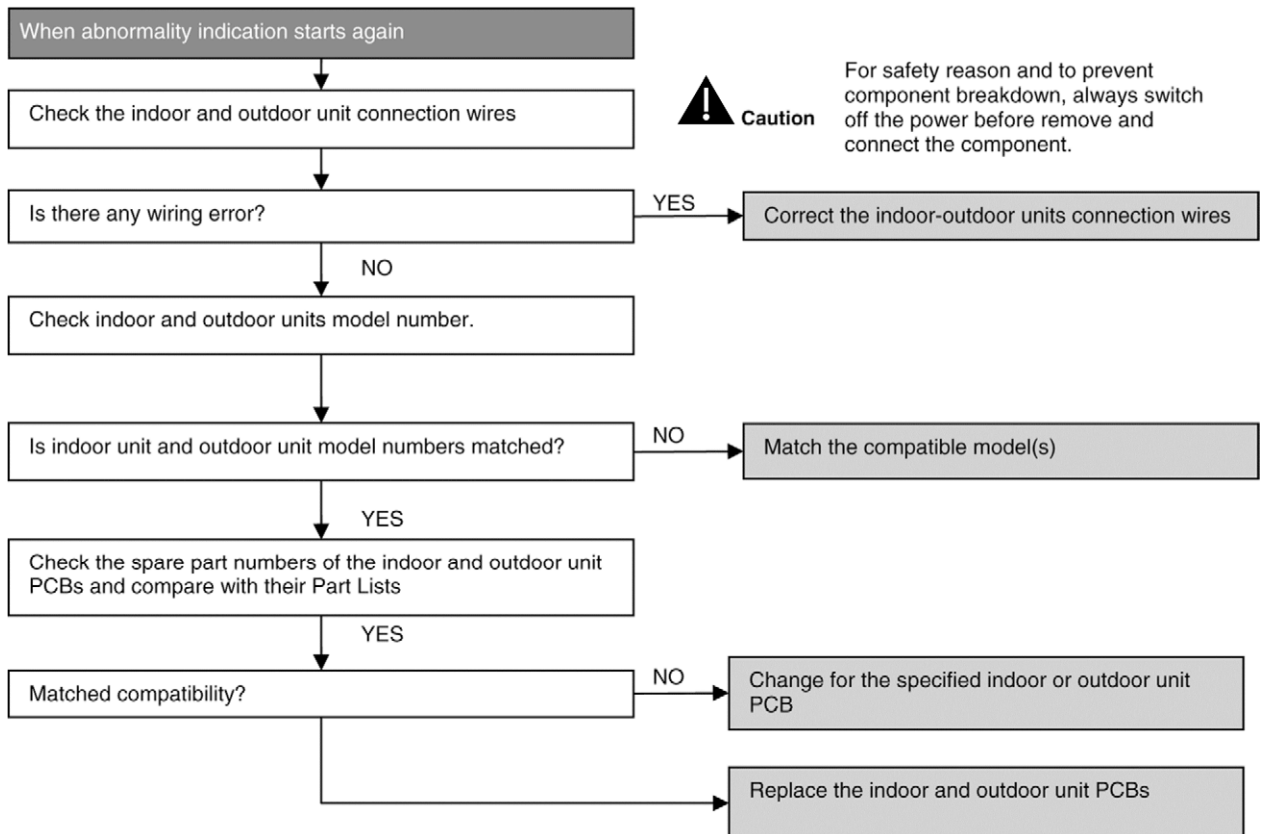 When abnormality indication starts again
Check the indoor and outdoor unit connection wires
Caution
For safety reason and to prevent
component breakdown, always switch
off the power before remove and
connect the component.
Is there any wiring error?
YES
Correct the indoor-outdoor units connection wires
NO
Check indoor and outdoor units model number.
Is indoor unit and outdoor unit model numbers matched?
NO
Match the compatible model(s)
YES
Check the spare part numbers of the indoor and outdoor unit
PCBs and compare with their Part Lists
YES
Matched compatibility?
NO
Change for the specified indoor or outdoor unit
PCB
Replace the indoor and outdoor unit PCBs